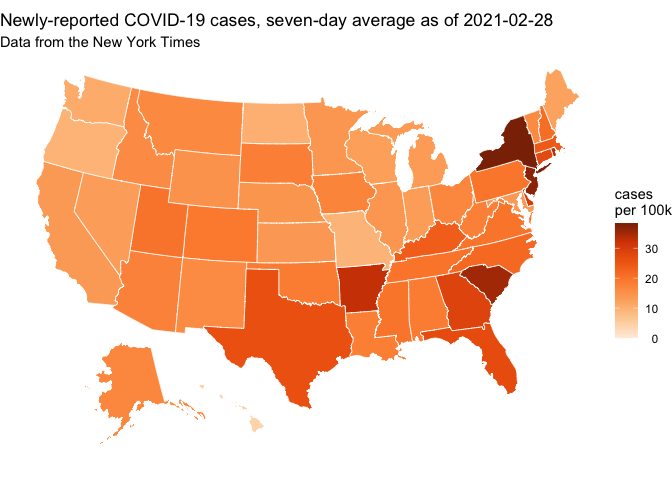 Newly-reported COVID-19 cases, seven-day average as of 2021-02-28
Data from the New York Times
cases
per 100k
30
20
10
0